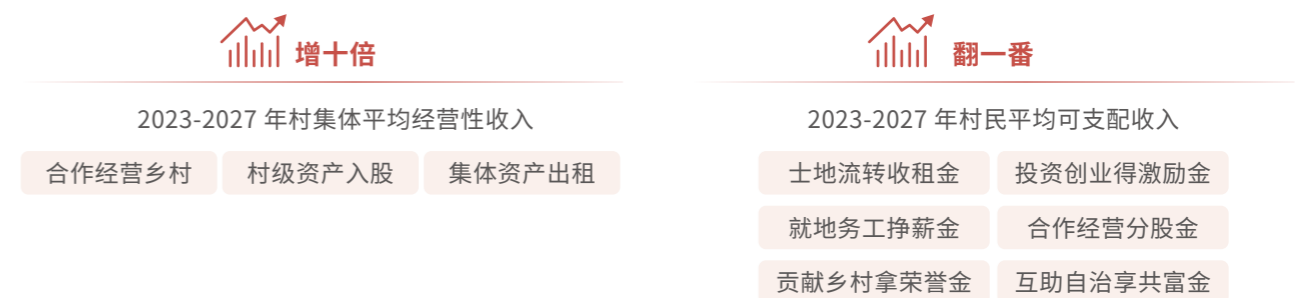 增十倍
2023-2027 年村集体平均经营性收入
合作经营乡村
村级资产入股
集体资产出租
翻一番
2023-2027 年村民平均可支配收入
士地流转收租金
投资创业得激励金
就地务工挣薪金
合作经营分股金
贡献乡村拿荣誉金
互助自治享共富金